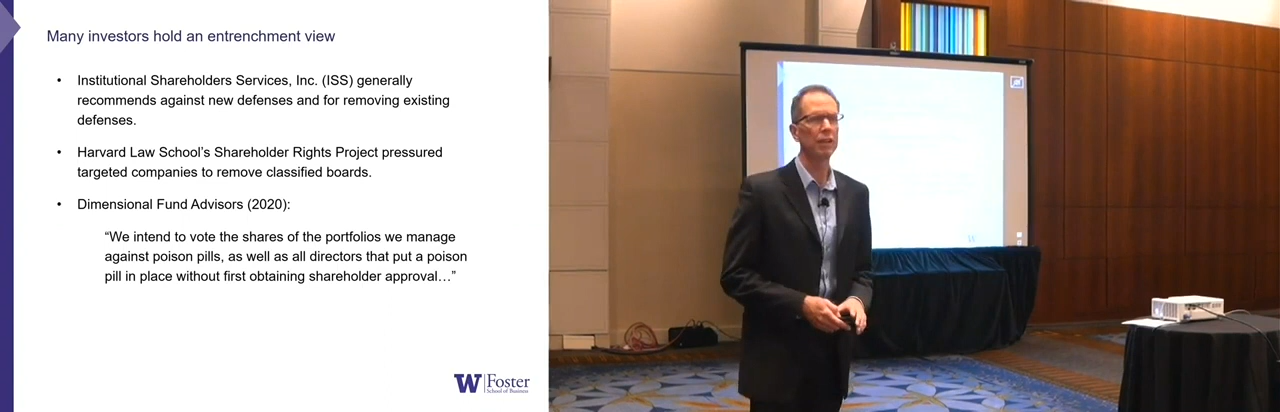 Many investors hold an entrenchment view
• Institutional Shareholders Services, Inc. (ISS) generally
recommends against new defenses and for removing existing
defenses.
• Harvard Law School’s Shareholder Rights Project pressured
targeted companies to remove classified boards.
• Dimensional Fund Advisors (2020):
“We intend to vote the shares of the portfolios we manage
against poison pills, as well as all directors that put a poison
pill in place without first obtaining shareholder approval…”
W Foster
School of Business
W